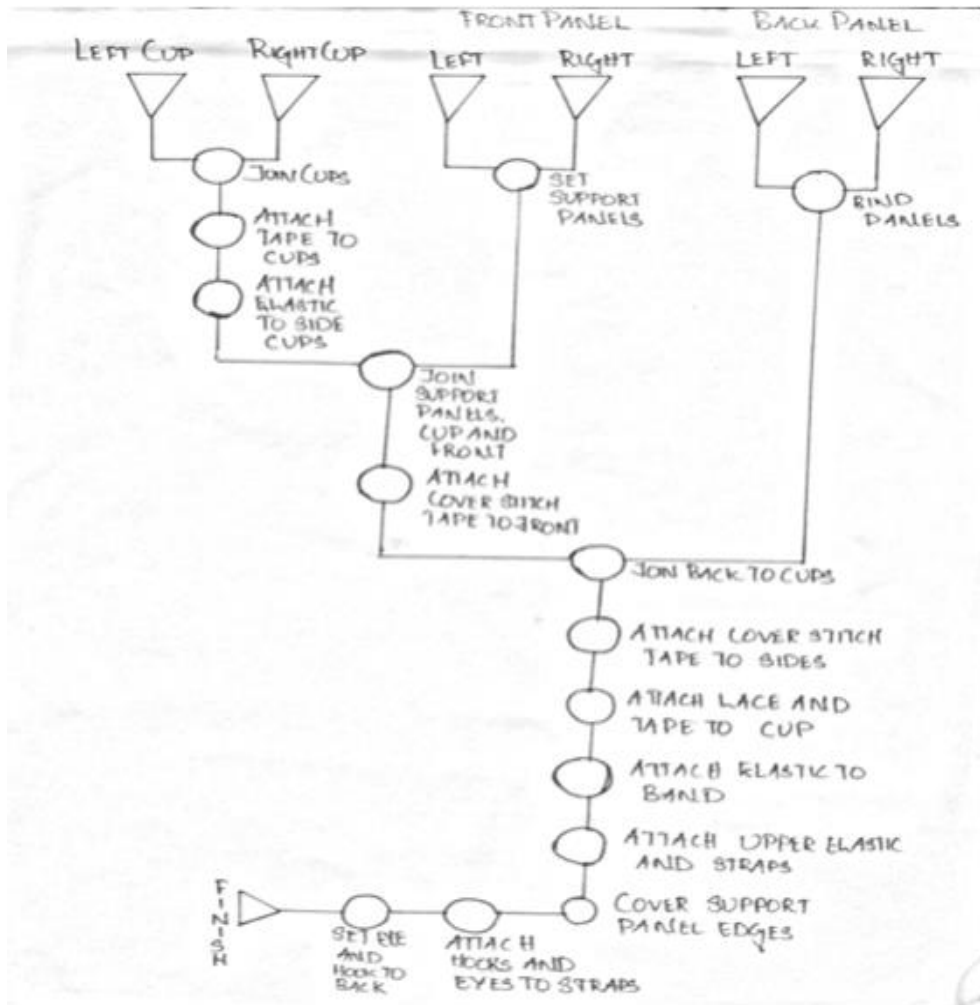 FRONT PANEL
BACK PANEL
LEFT CUP
RIGHT CUP
LEFT
RIGHT
LEFT
RIGHT
JOIN CUPS
SET
SUPPORT
PANELS
BIND
PANELS
ATTACH
TAPE TO
CUPS
ATTACH
ELASTIC
TO SIDE
CUPS
JOIN
SUPPORT
PANELS.
CUP AND
FRONT
ATTACH
COVER STITCH
TAPE TO FRONT
JOIN BACK TO CUPS
ATTACH COVER STITCH
TAPE TO SIDES
ATTACH LACE AND
TAPE TO CUP
ATTACH ELASTIC TO
BAND
ATTACH UPPER ELASTIC
AND STRAPS
COVER SUPPORT
PANEL EDGES
ATTACH
HOOKS AND
EYES TO STRAPS
SET EYE
AND
HOOK TO
BACK
FINISH